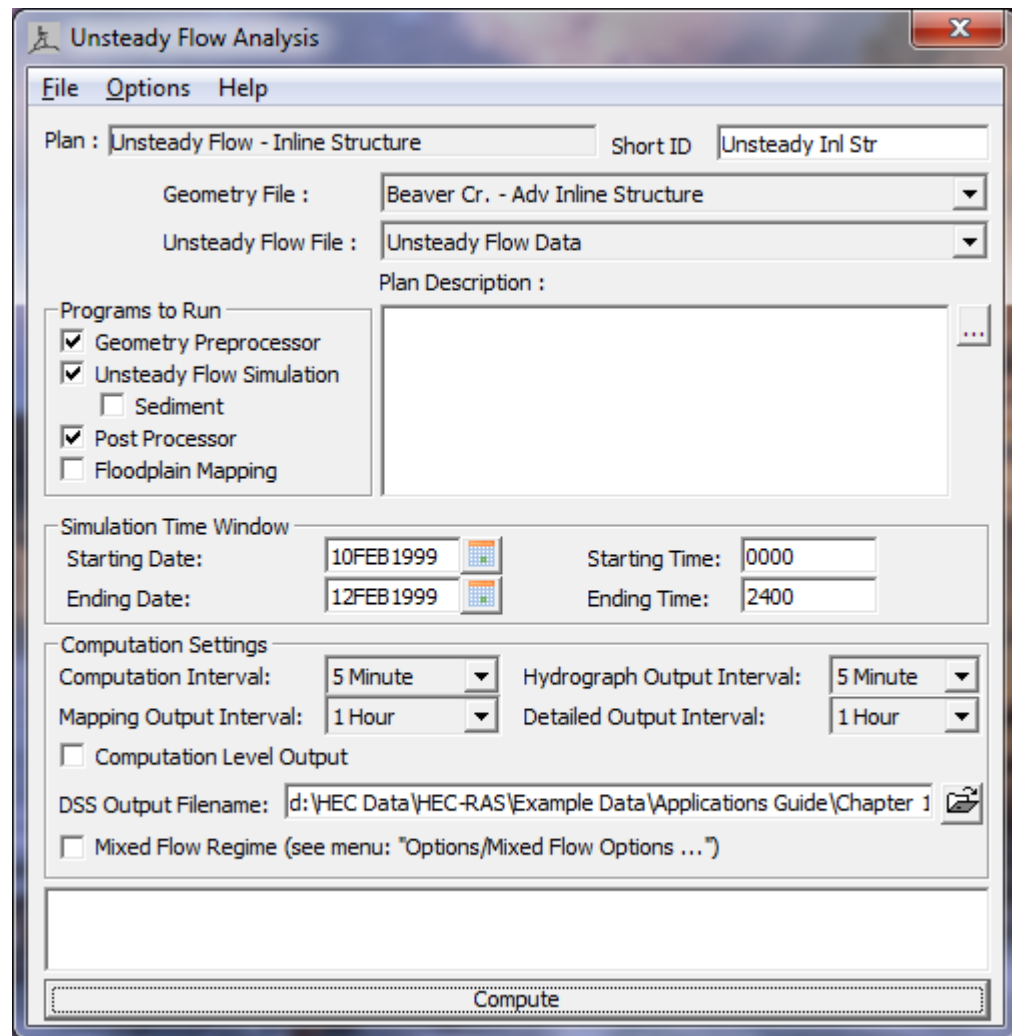 Unsteady Flow Analysis
x
File Options Help
Plan : Unsteady Flow - Inline Structure Short ID Unsteady Inl Str
Geometry File : Beaver Cr. - Adv Inline Structure
Unsteady Flow File : Unsteady Flow Data
Plan Description :
Programs to Run
...
Geometry Preprocessor
Unsteady Flow Simulation
Sediment
Post Processor
Floodplain Mapping
Simulation Time Window
Starting Date: 10FEB1999 Starting Time: 0000
Ending Date: 12FEB1999 Ending Time: 2400
Computation Settings
Computation Interval: 5 Minute Hydrograph Output Interval: 5 Minute
Mapping Output Interval: 1 Hour Detailed Output Interval: 1 Hour
Computation Level Output
DSS Output Filename: d:\HEC Data\HEC-RAS\Example Data\Applications Guide\Chapter 1
Mixed Flow Regime (see menu: "Options/Mixed Flow Options ...")
Compute